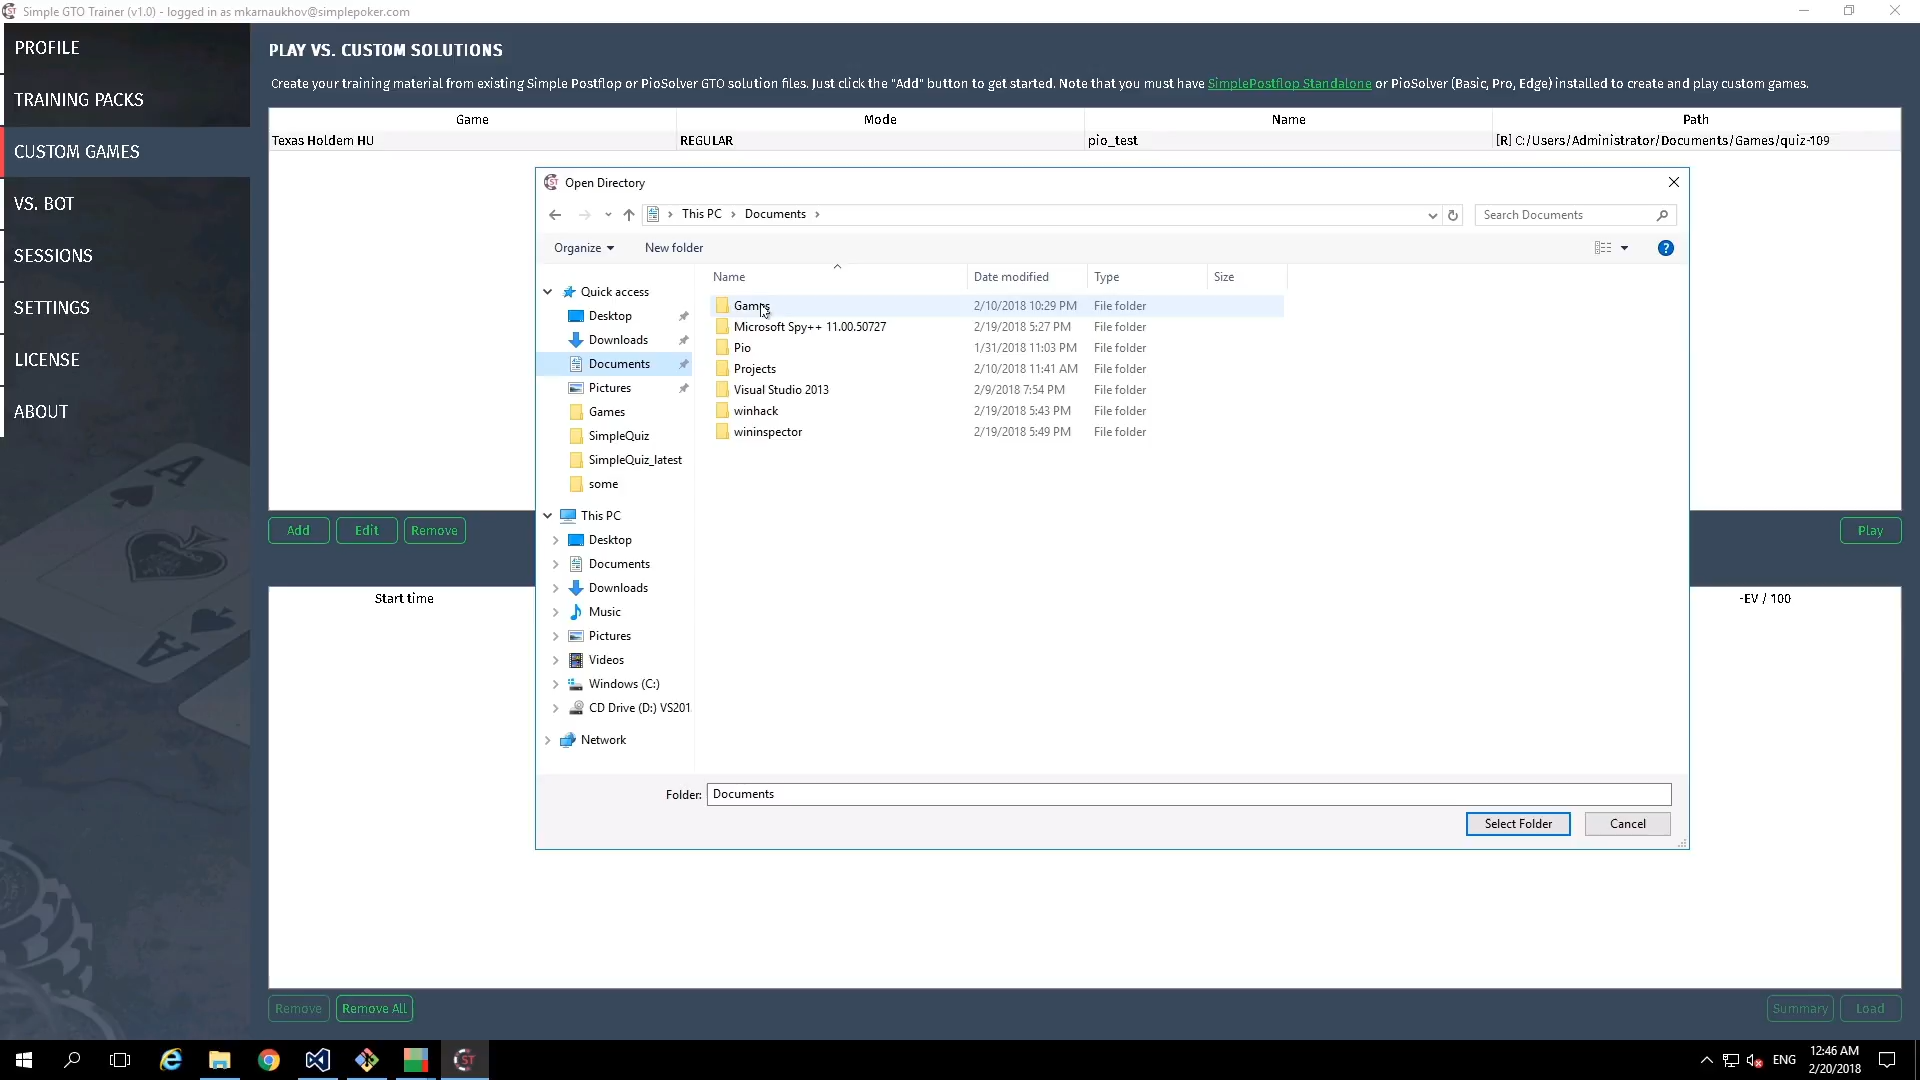 Simple GTO Trainer (v1.0) - logged in as mkarnaukhov@simplepoker.com
PROFILE
TRAINING PACKS
CUSTOM GAMES
VS. BOT
SESSIONS
SETTINGS
LICENSE
ABOUT
PLAY VS. CUSTOM SOLUTIONS
Create your training material from existing Simple Postflop or PioSolver GTO solution files. Just click the "Add" button to get started. Note that you must have SimplePostflop Standalone or PioSolver (Basic, Pro, Edge) installed to create and play custom games.
Game Mode Name Path
Texas Holdem HU REGULAR pio_test [R] C:/Users/Administrator/Documents/Games/quiz-109
Open Directory
This PC Documents
Search Documents
Organize New folder
Quick access
Desktop
Downloads
Documents
Pictures
Games
SimpleQuiz
SimpleQuiz_latest
some
This PC
Desktop
Documents
Downloads
Music
Pictures
Videos
Windows (C:)
CD Drive (D:) VS201
Network
Name Date modified Type Size
Games 2/10/2018 10:29 PM File folder
Microsoft Spy++ 11.00.50727 2/19/2018 5:27 PM File folder
Pio 1/31/2018 11:03 PM File folder
Projects 2/10/2018 11:41 AM File folder
Visual Studio 2013 2/9/2018 7:54 PM File folder
winhack 2/19/2018 5:43 PM File folder
wininspector 2/19/2018 5:49 PM File folder
Folder: Documents
Select Folder Cancel
Add Edit Remove Play
Start time -EV / 100
Remove Remove All Summary Load
ENG
12:46 AM
2/20/2018